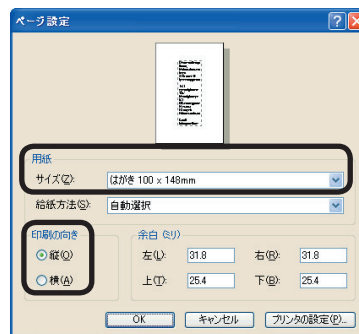 ページ設定
用紙
サイズ(Z): はがき 100 x 148mm
給紙方法(S): 自動選択
印刷の向き
縦(O)
横(A)
余白 (ミリ)
左(L): 31.8 右(R): 31.8
上(T): 25.4 下(B): 25.4
OK キャンセル プリンタの設定(P)...